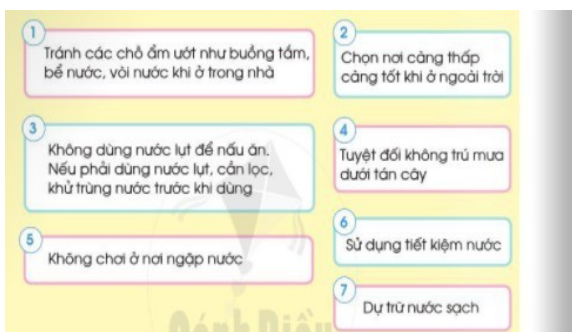 1
Tránh các chỗ ẩm ướt như buồng tắm,
bể nước, vòi nước khi ở trong nhà
2
Chọn nơi càng thấp
càng tốt khi ở ngoài trời
3
Không dùng nước lụt để nấu ăn.
Nếu phải dùng nước lụt, cần lọc,
khử trùng nước trước khi dùng
4
Tuyệt đối không trú mưa
dưới tán cây
5
Không chơi ở nơi ngập nước
6
Sử dụng tiết kiệm nước
7
Dự trữ nước sạch
Cánh Diều